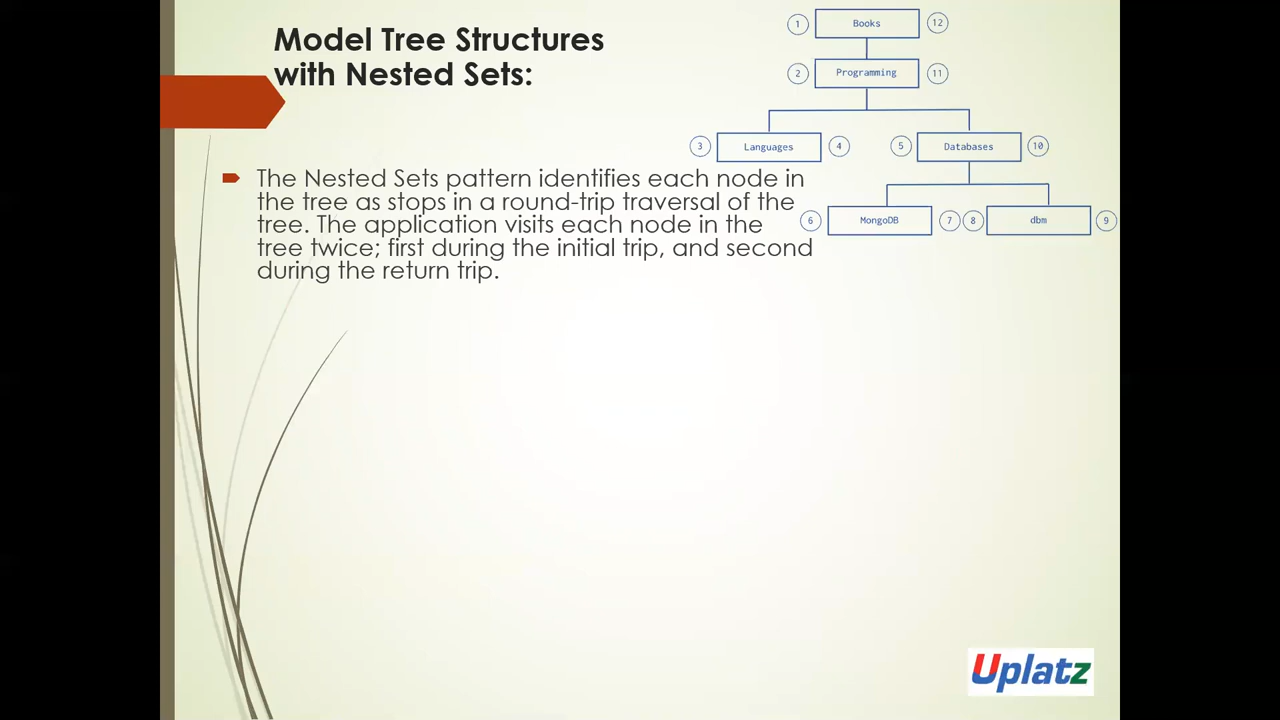 Model Tree Structures
with Nested Sets:
1 Books 12
2 Programming 11
3 Languages 4 5 Databases 10
6 MongoDB 7 8 dbm 9
The Nested Sets pattern identifies each node in
the tree as stops in a round-trip traversal of the
tree. The application visits each node in the
tree twice; first during the initial trip, and second
during the return trip.
Uplatz